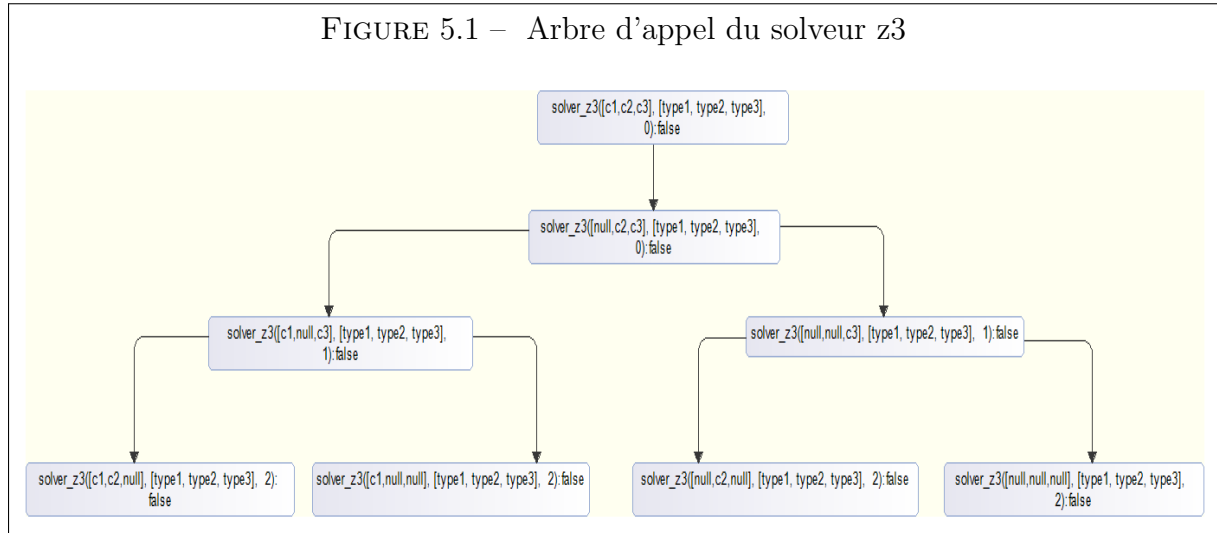 FIGURE 5.1 – Arbre d'appel du solveur z3
solver_z3([c1,c2,c3], [type1, type2, type3],
0):false
solver_z3([null,c2,c3], [type1, type2, type3],
0):false
solver_z3([c1,null,c3], [type1, type2, type3],
1):false
solver_z3([null,null,c3], [type1, type2, type3], 1):false
solver_z3([c1,c2,null], [type1, type2, type3], 2):
false
solver_z3([c1,null,null], [type1, type2, type3], 2):false
solver_z3([null,c2,null], [type1, type2, type3], 2):false
solver_z3([null,null,null], [type1, type2, type3],
2):false